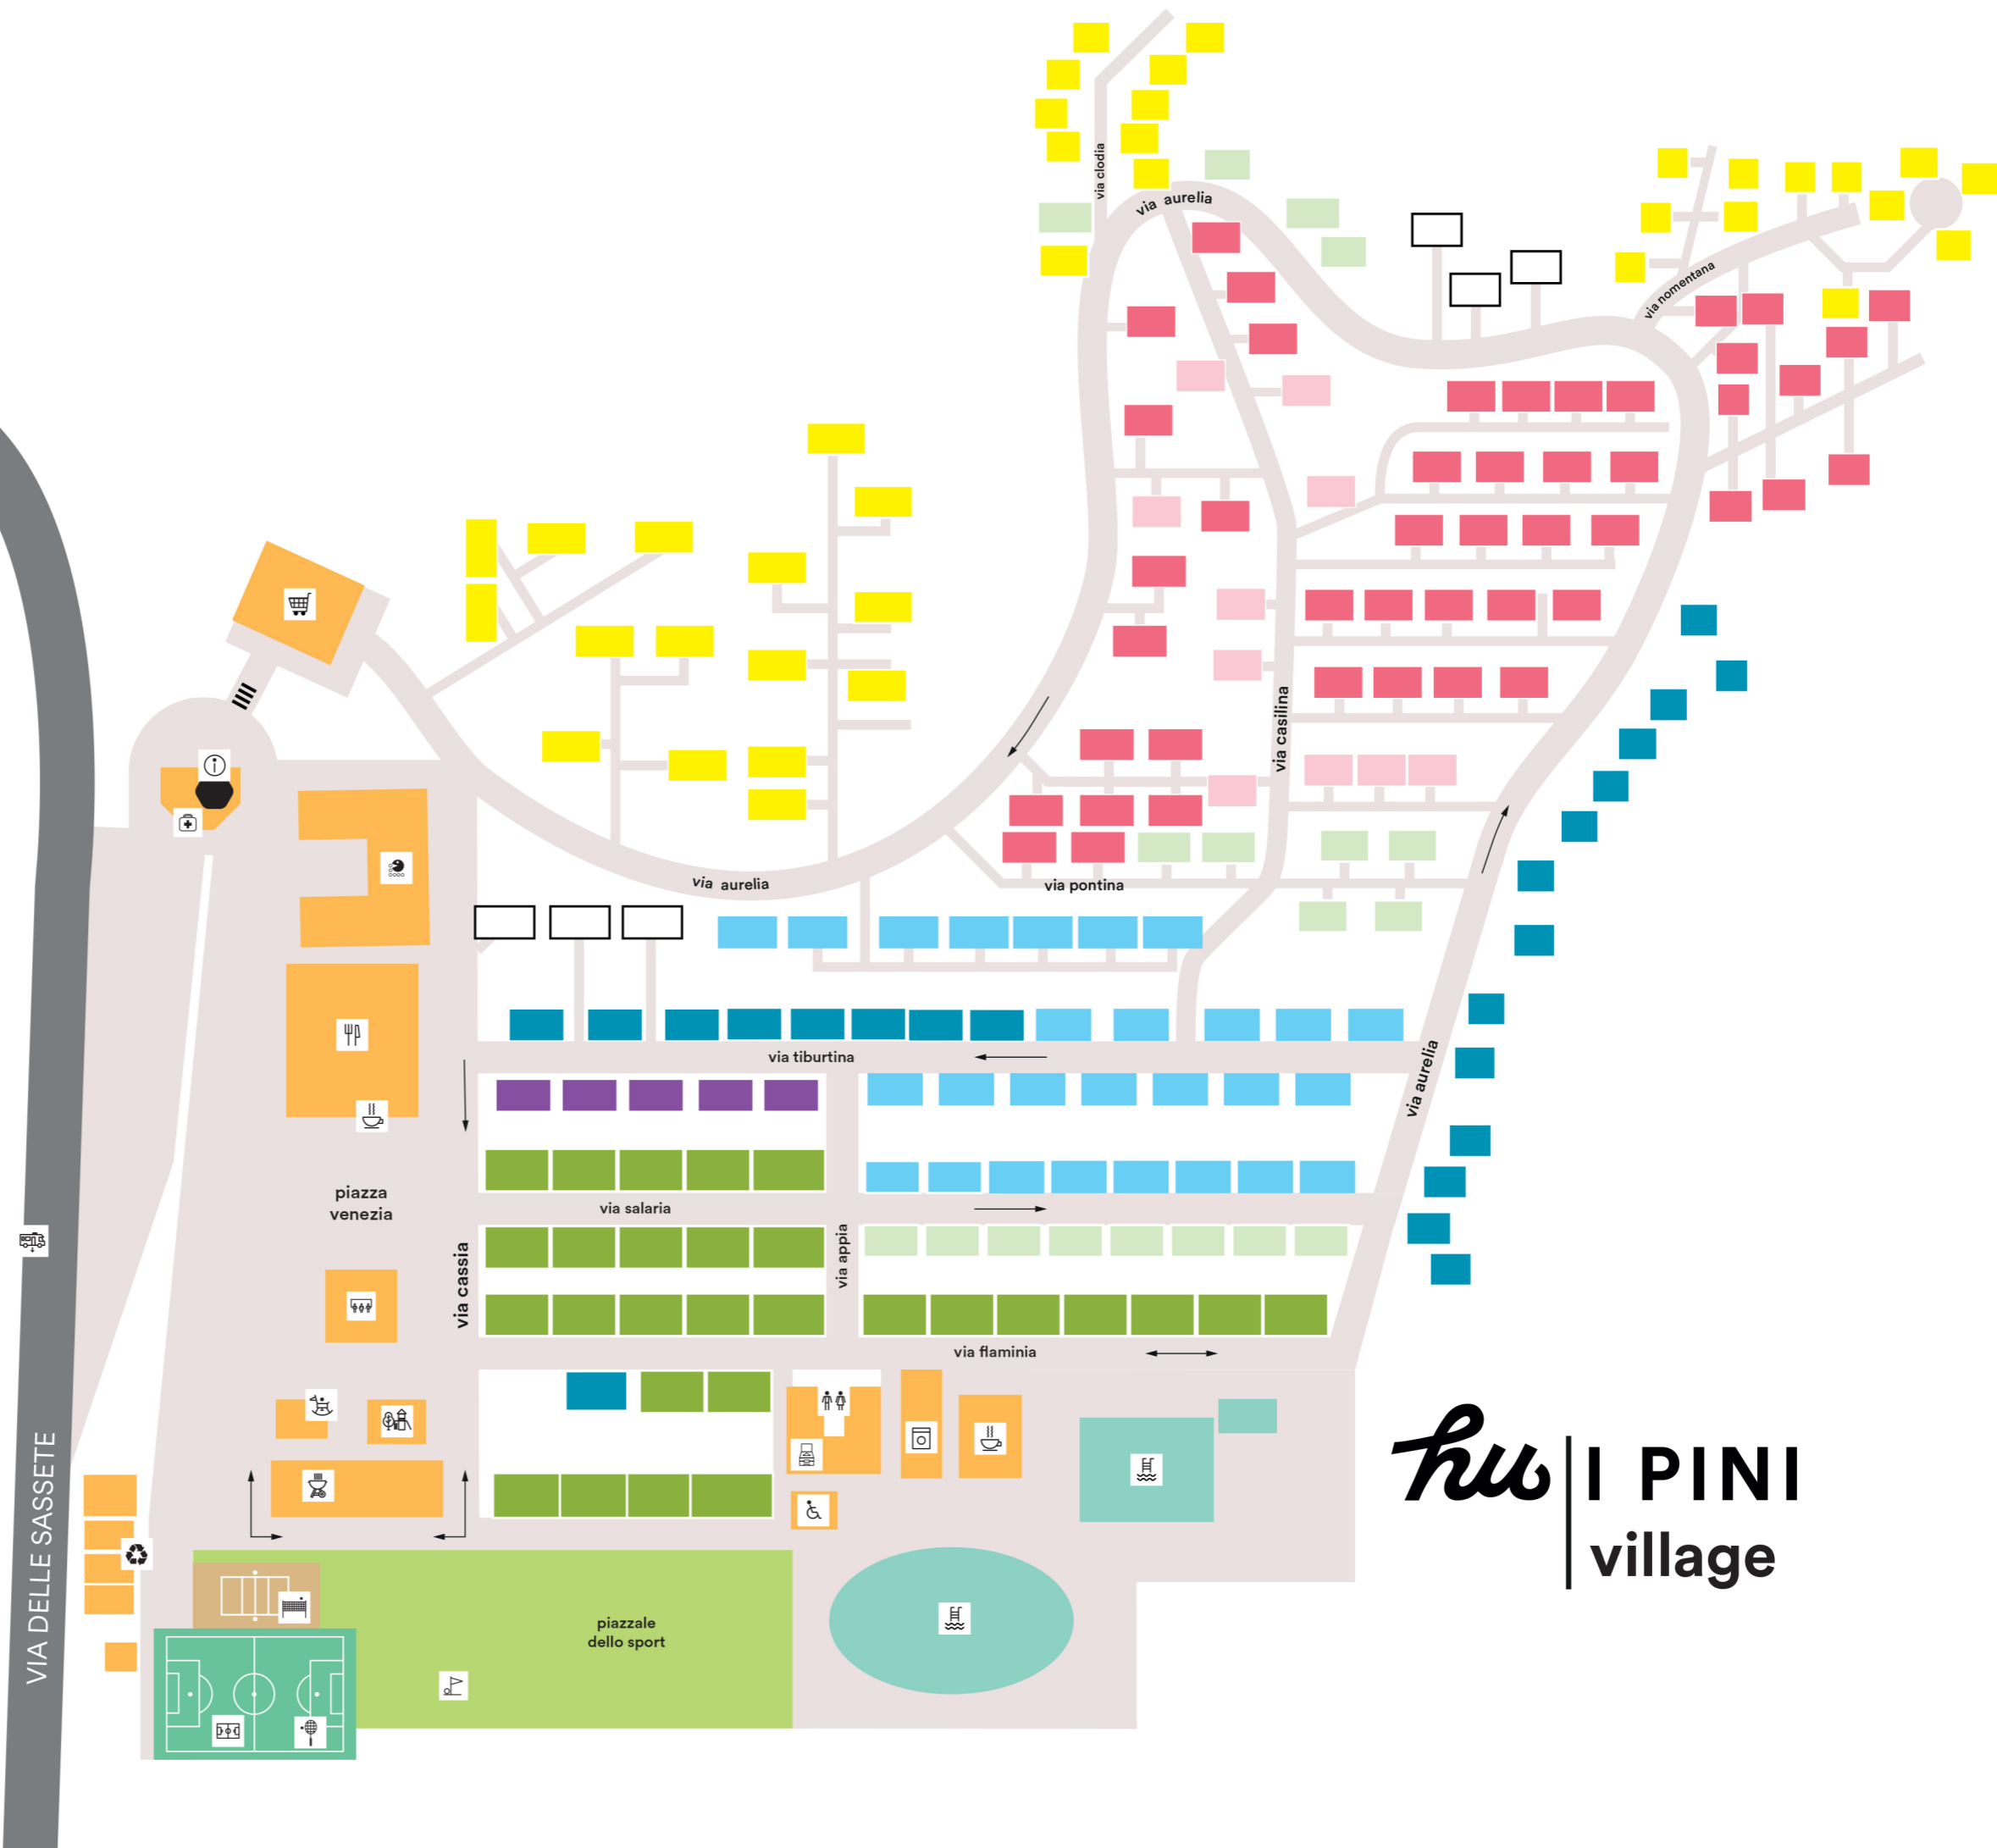 via clodia
via aurelia
via nomentana
via casilina
via aurelia
via pontina
via tiburtina
via aurelia
piazza
venezia
via salaria
via appia
via cassia
via flaminia
VIA DELLE SASSETE
hu I PINI
village
piazzale
dello sport